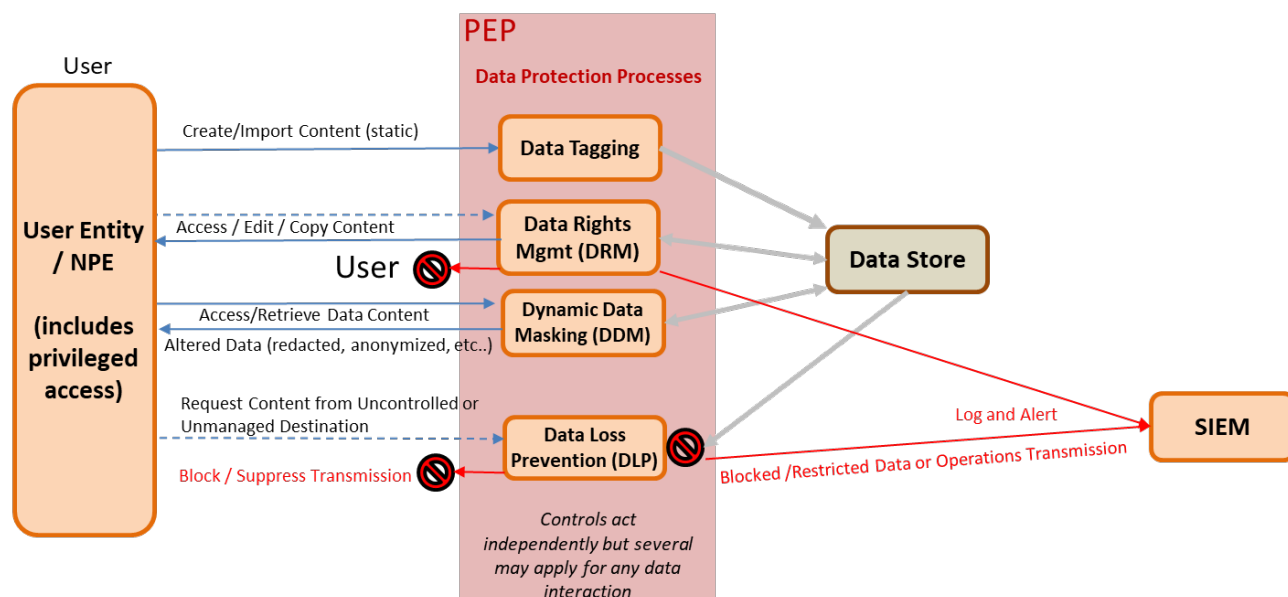 PEP
User
Data Protection Processes
Create/Import Content (static)
Data Tagging
User Entity
/ NPE
(includes
privileged
access)
Access / Edit / Copy Content
Data Rights
Mgmt (DRM)
User
Data Store
Access/Retrieve Data Content
Altered Data (redacted, anonymized, etc..)
Dynamic Data
Masking (DDM)
Request Content from Uncontrolled or
Unmanaged Destination
Data Loss
Prevention (DLP)
Block / Suppress Transmission
Log and Alert
Blocked /Restricted Data or Operations Transmission
SIEM
Controls act
independently but several
may apply for any data
interaction